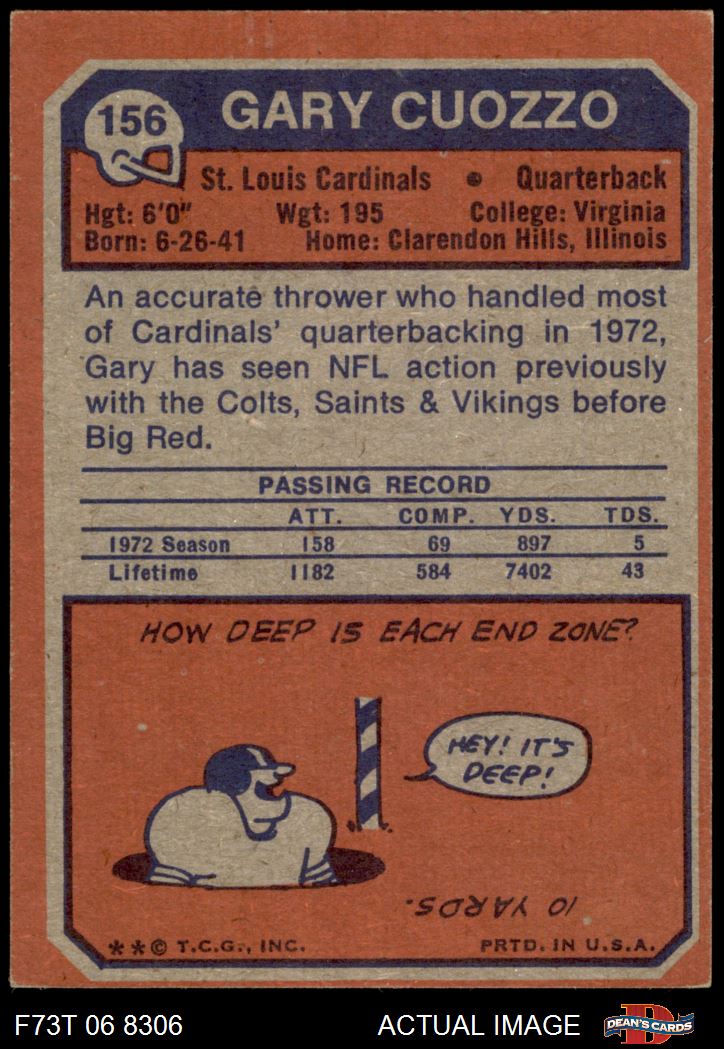 156
GARY CUOZZO
St. Louis Cardinals • Quarterback
Hgt: 6'0" Wgt: 195 College: Virginia
Born: 6-26-41 Home: Clarendon Hills, Illinois
An accurate thrower who handled most
of Cardinals' quarterbacking in 1972,
Gary has seen NFL action previously
with the Colts, Saints & Vikings before
Big Red.
PASSING RECORD
ATT. COMP. YDS. TDS.
1972 Season 158 69 897 5
Lifetime 1182 584 7402 43
HOW DEEP IS EACH END ZONE?
HEY! IT'S
DEEP!
10 YARDS.
**© T.C.G., INC. PRTD. IN U.S.A.
F73T 06 8306 ACTUAL IMAGE
D
DEAN'S CARDS